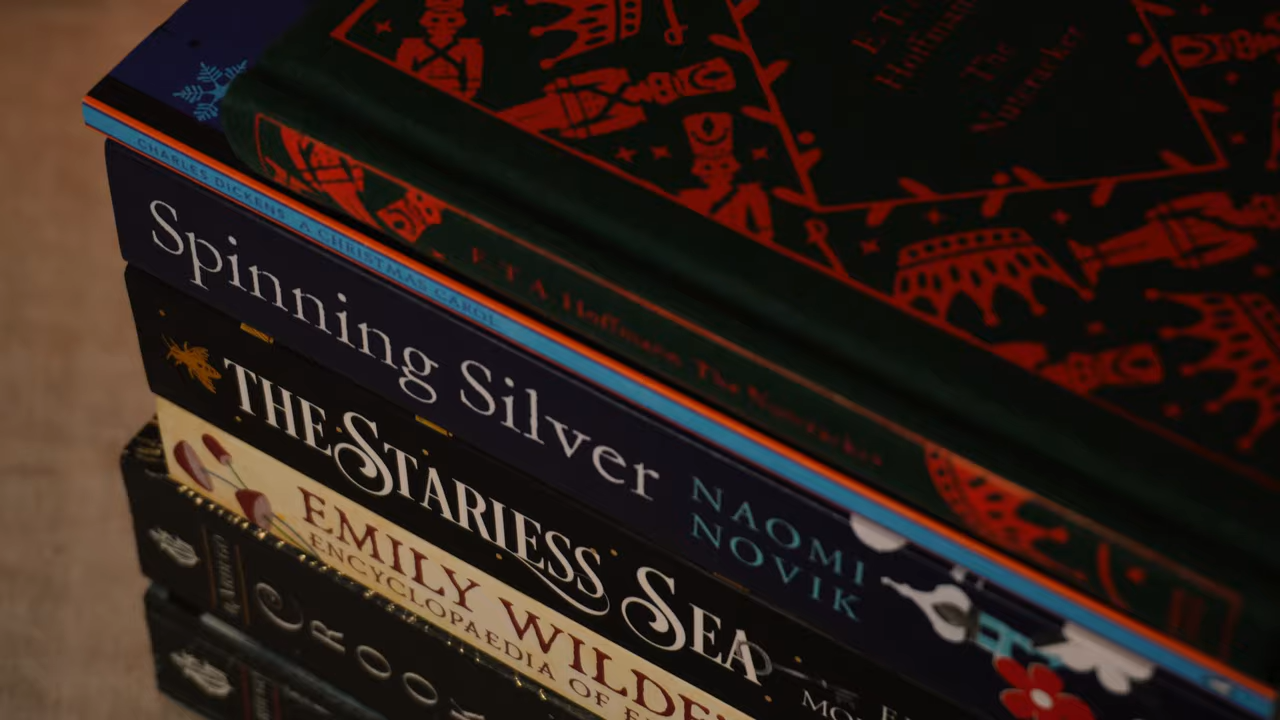 E. T. A.
Hoffmann
The
Nutcracker
E. T. A. Hoffmann The Nutcracker
CHARLES DICKENS A CHRISTMAS CAROL
Spinning Silver
NAOMI
NOVIK
THE STARLESS SEA
EMILY WILDE
ENCYCLOPAEDIA OF
CROOK